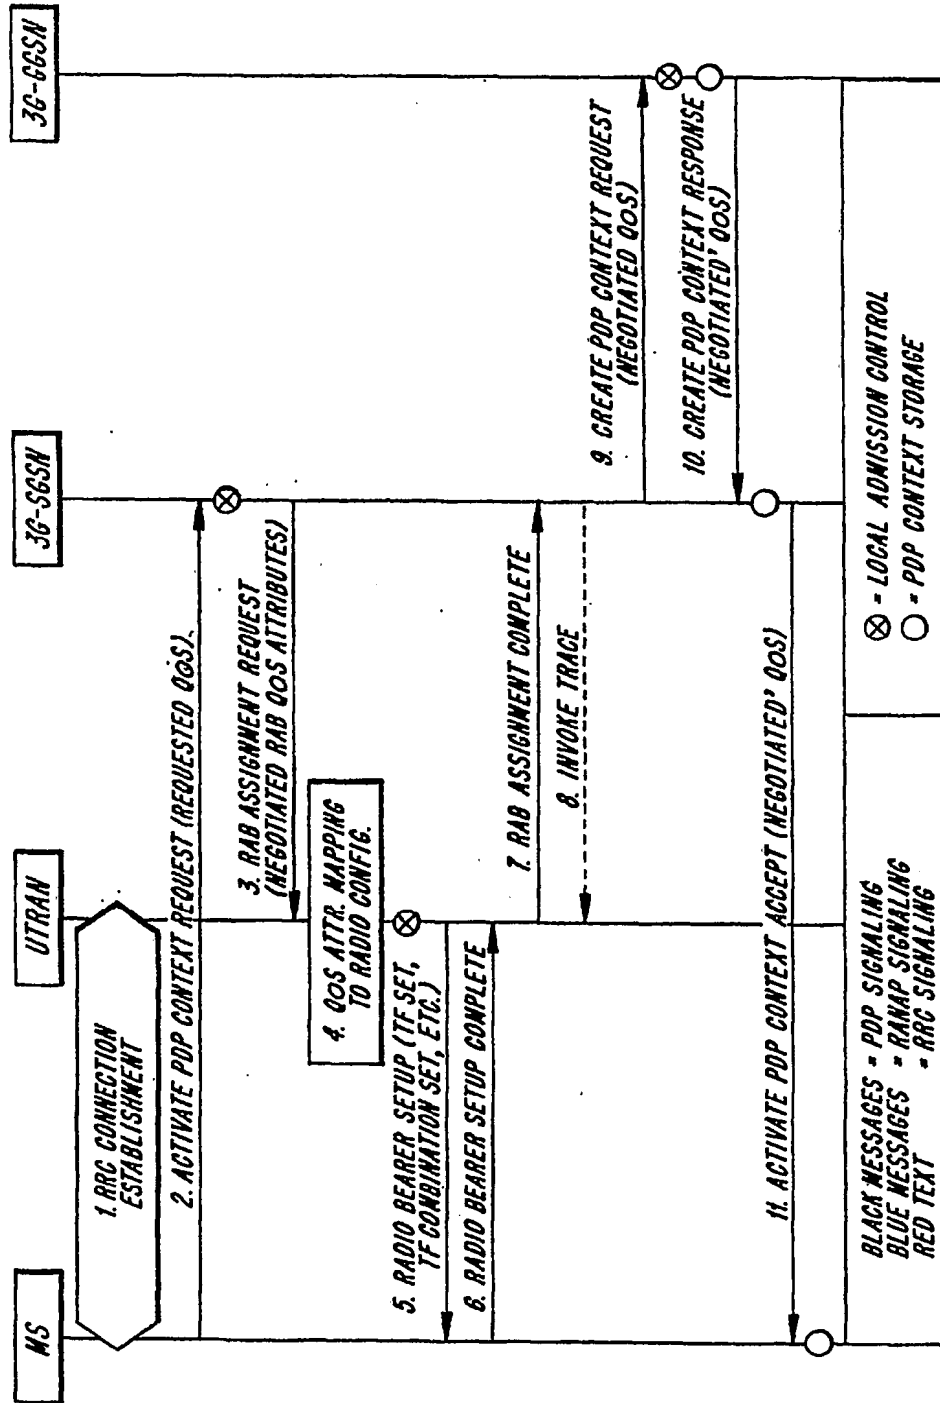 MS
UTRAN
3G-SGSN
3G-GGSN
1. RRC CONNECTION
ESTABLISHMENT
2. ACTIVATE PDP CONTEXT REQUEST (REQUESTED QOS)
3. RAB ASSIGNMENT REQUEST
(NEGOTIATED RAB QOS ATTRIBUTES)
4. QOS ATTR. MAPPING
TO RADIO CONFIG.
5. RADIO BEARER SETUP (TF SET,
TF COMBINATION SET, ETC.)
6. RADIO BEARER SETUP COMPLETE
7. RAB ASSIGNMENT COMPLETE
8. INVOKE TRACE
9. CREATE PDP CONTEXT REQUEST
(NEGOTIATED QOS)
10. CREATE PDP CONTEXT RESPONSE
(NEGOTIATED' QOS)
11. ACTIVATE PDP CONTEXT ACCEPT (NEGOTIATED' QOS)
BLACK MESSAGES = PDP SIGNALING
BLUE MESSAGES = RANAP SIGNALING
RED TEXT = RRC SIGNALING
= LOCAL ADMISSION CONTROL
= PDP CONTEXT STORAGE